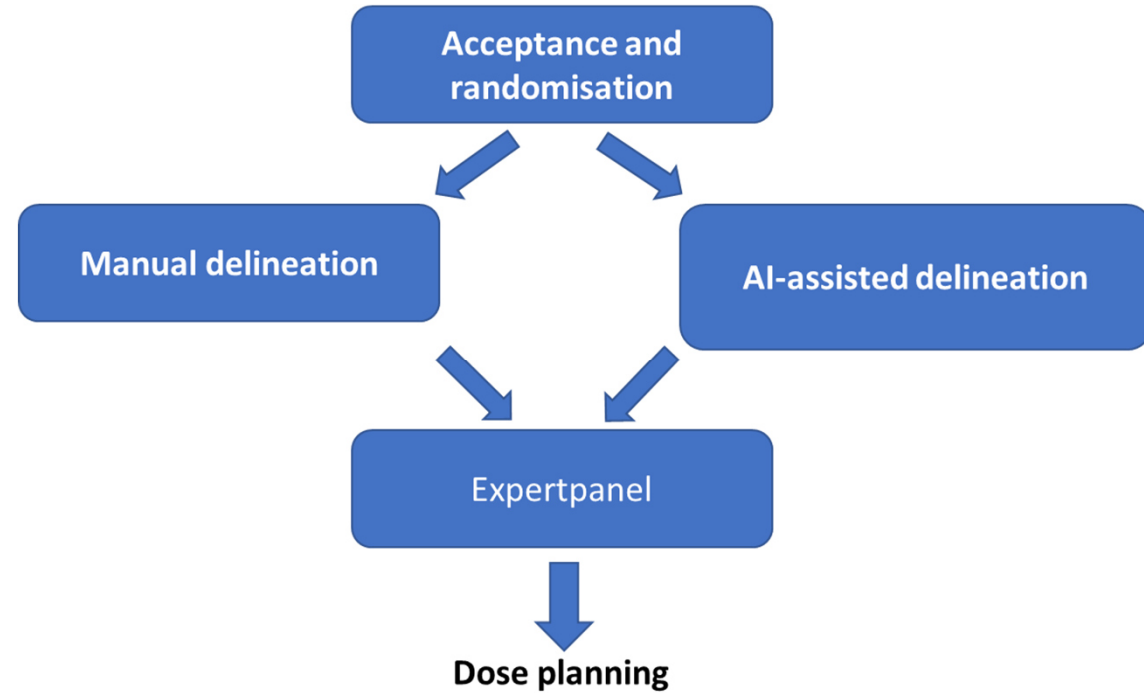 Acceptance and
randomisation
Manual delineation
AI-assisted delineation
Expertpanel
Dose planning